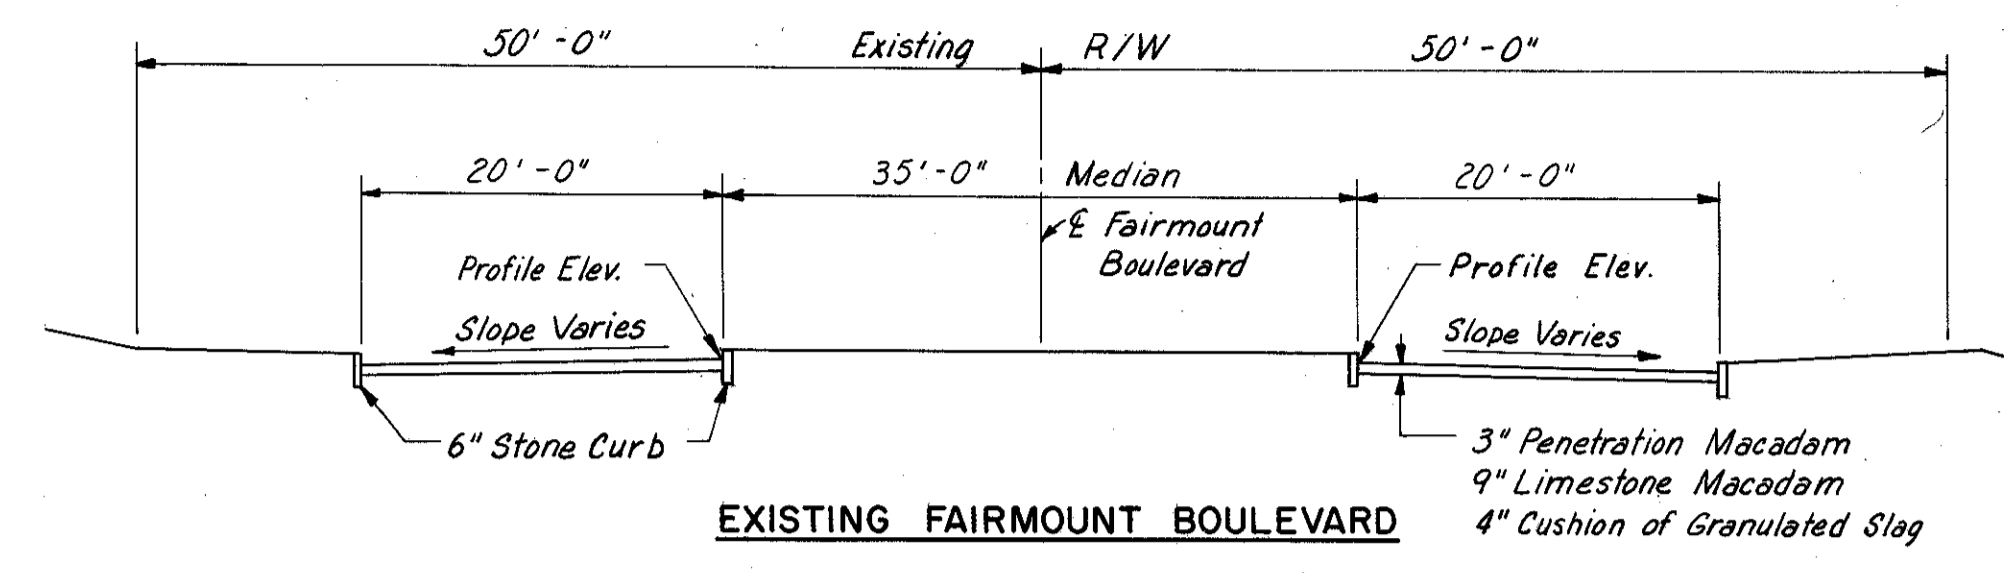 50'-0" Existing R/W 50'-0"
20'-0" 35'-0" Median 20'-0"
℄ Fairmount
Boulevard
Profile Elev. Profile Elev.
Slope Varies Slope Varies
6" Stone Curb
3" Penetration Macadam
9" Limestone Macadam
4" Cushion of Granulated Slag
EXISTING FAIRMOUNT BOULEVARD